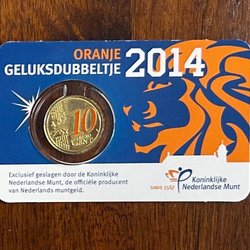 ORANJE
GELUKSDUBBELTJE 2014
10
Exclusief geslagen door de Koninklijke
Nederlandse Munt, de officiële producent
van Nederlands muntgeld.
SINDS 1567
Koninklijke
Nederlandse Munt